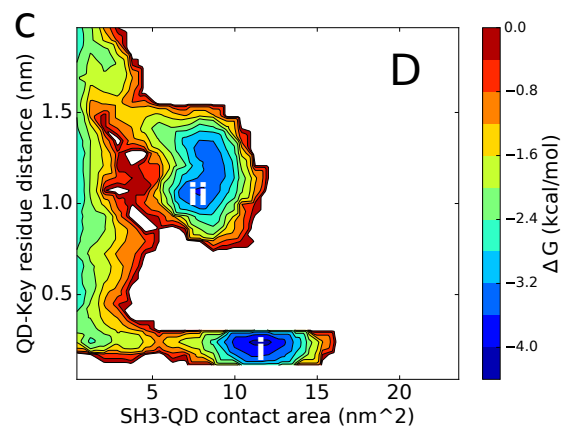 c
D
QD-Key residue distance (nm)
1.5
1.0
0.5
ii
i
5
10
15
20
SH3-QD contact area (nm^2)
0.0
−0.8
−1.6
−2.4
−3.2
−4.0
ΔG (kcal/mol)